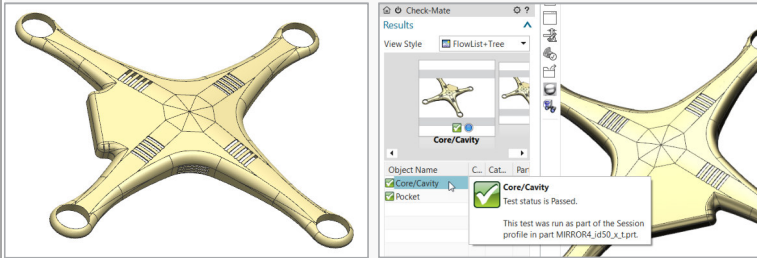 Check-Mate
?
Results
View Style
FlowList+Tree
Core/Cavity
Object Name
C...
Cat...
Part
Core/Cavity
Pocket
Core/Cavity
Test status is Passed.
This test was run as part of the Session
profile in part MIRROR4_id50_x_t.prt.